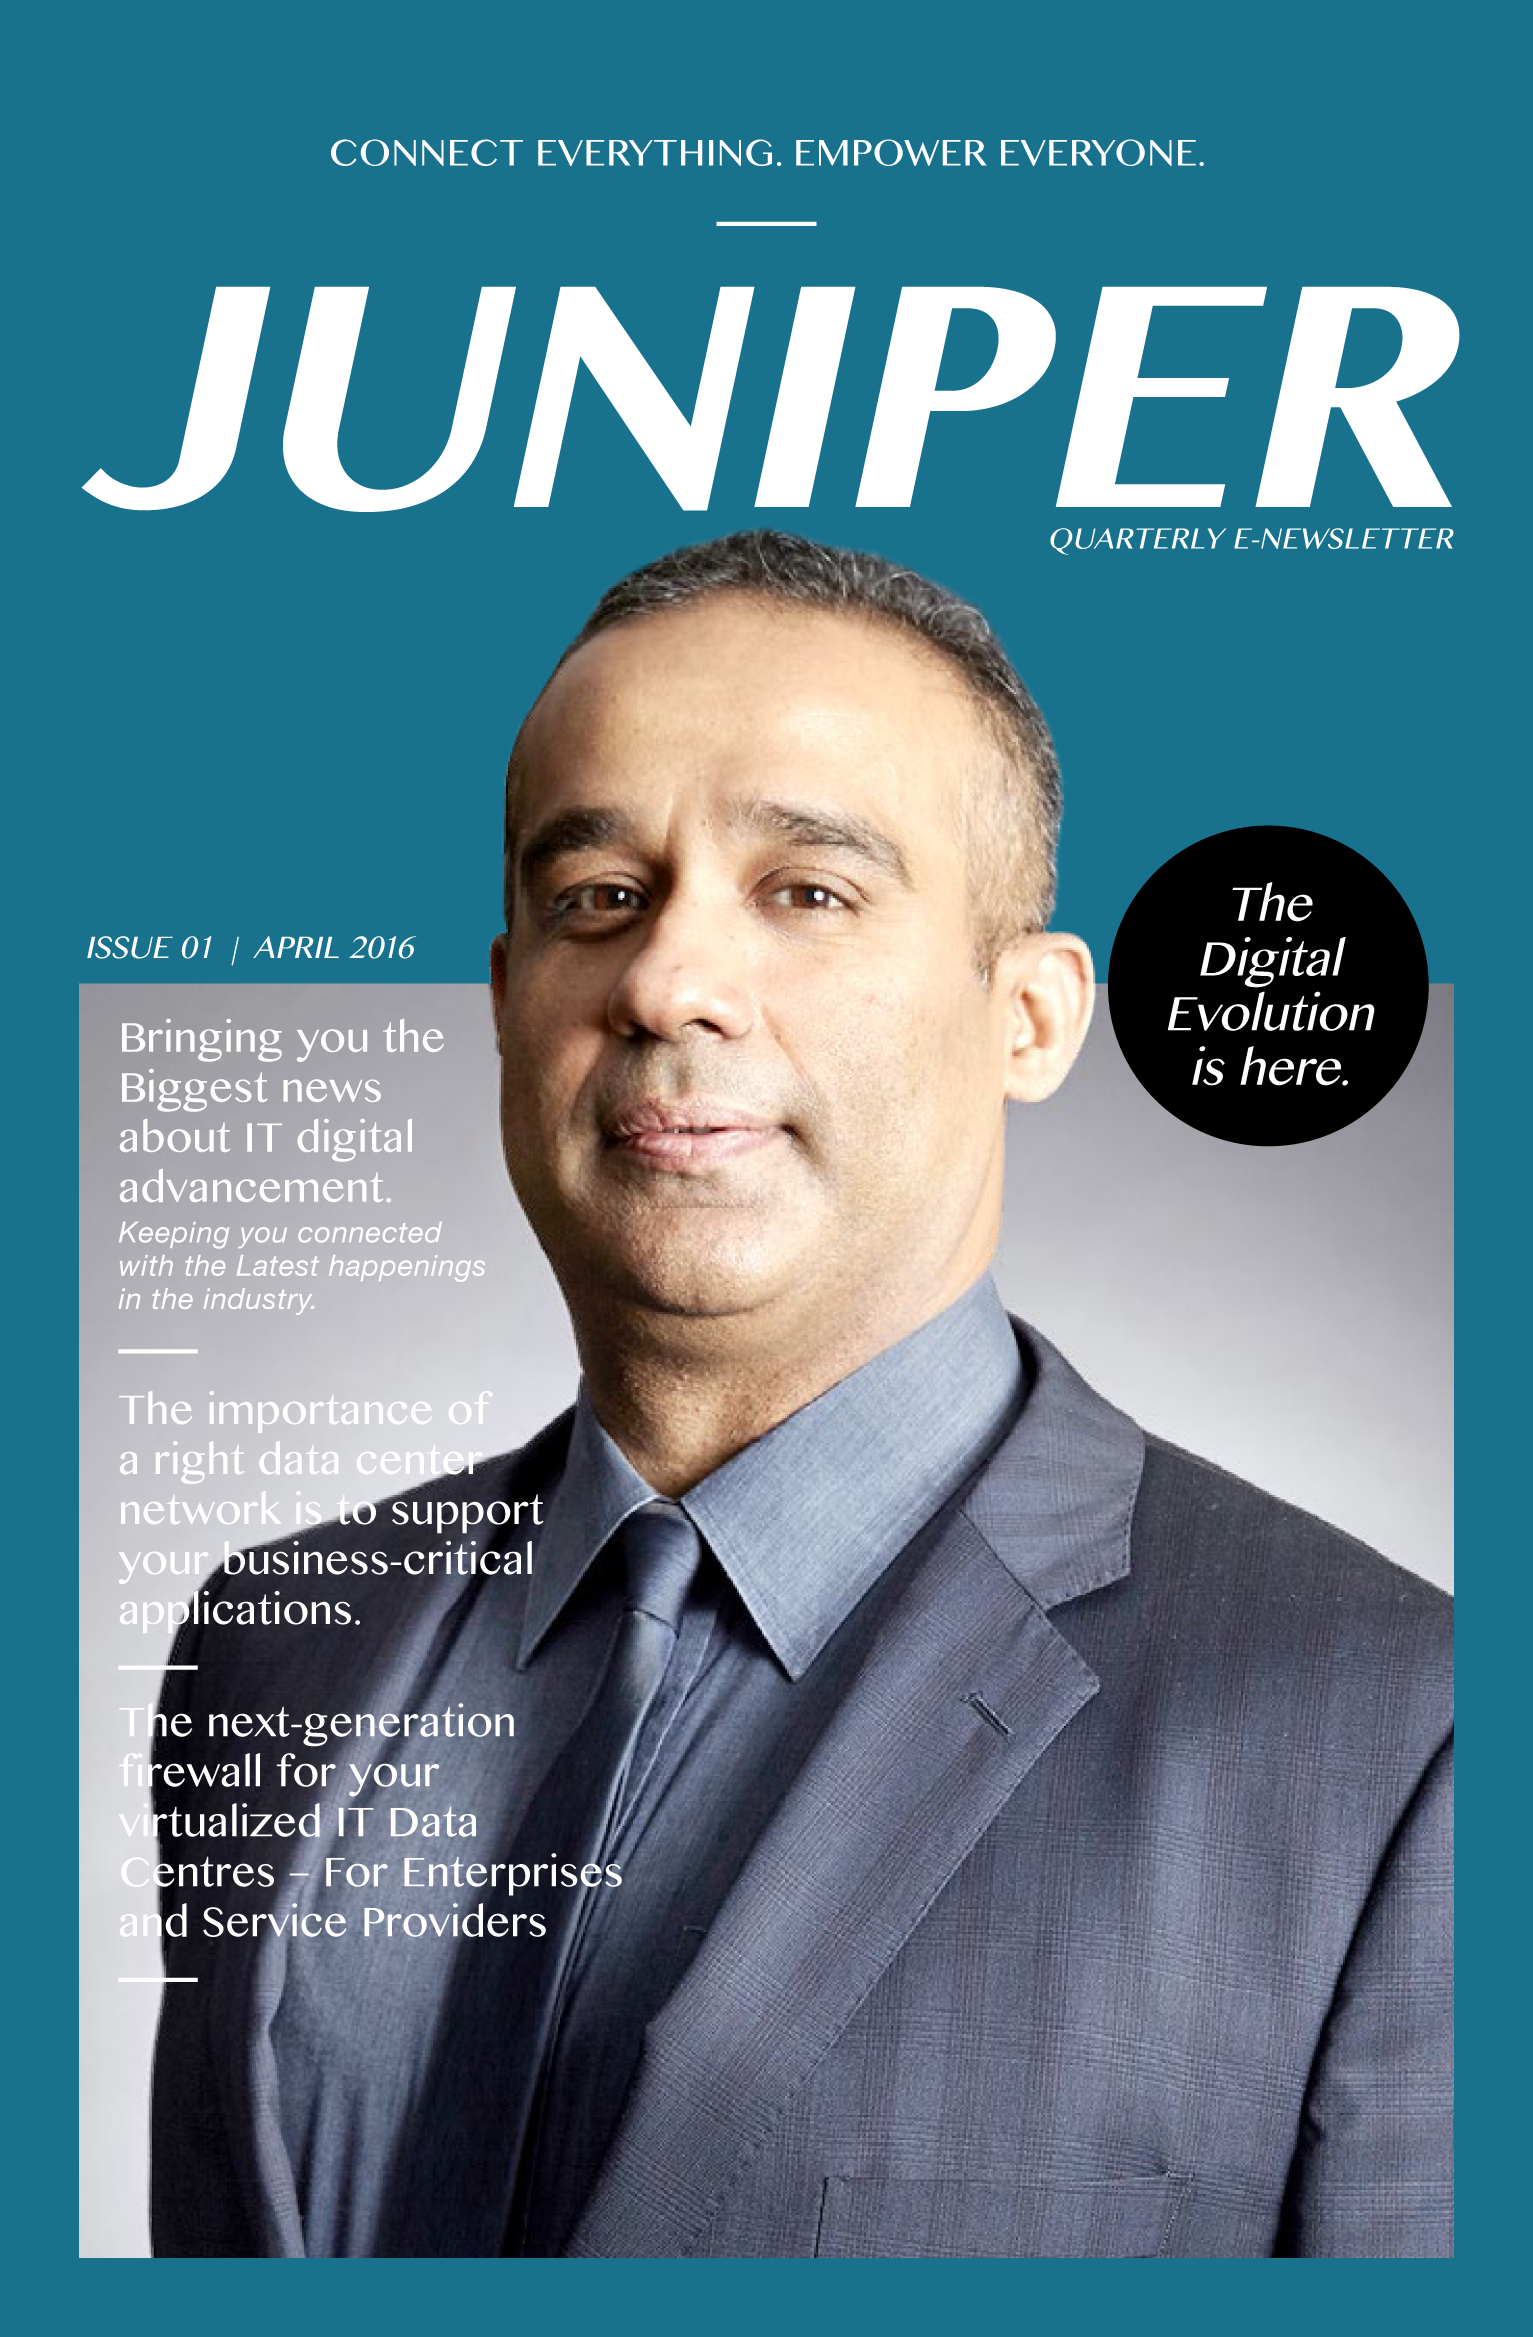 CONNECT EVERYTHING. EMPOWER EVERYONE.
JUNIPER
QUARTERLY E-NEWSLETTER
The
Digital
Evolution
is here.
ISSUE 01 | APRIL 2016
Bringing you the
Biggest news
about IT digital
advancement.
Keeping you connected
with the Latest happenings
in the industry.
The importance of
a right data center
network is to support
your business-critical
applications.
The next-generation
firewall for your
virtualized IT Data
Centres – For Enterprises
and Service Providers